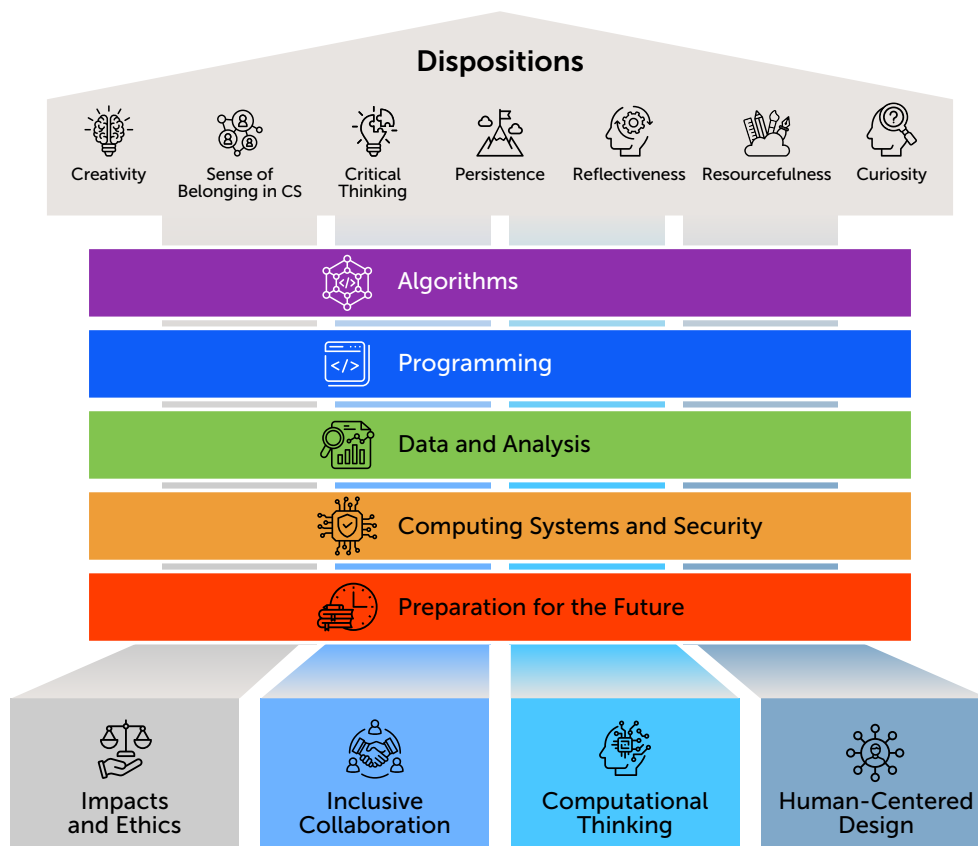 Dispositions
Creativity
Sense of
Belonging in CS
Critical
Thinking
Persistence
Reflectiveness
Resourcefulness
Curiosity
</>
Algorithms
</>
Programming
Data and Analysis
Computing Systems and Security
Preparation for the Future
Impacts
and Ethics
Inclusive
Collaboration
Computational
Thinking
Human-Centered
Design